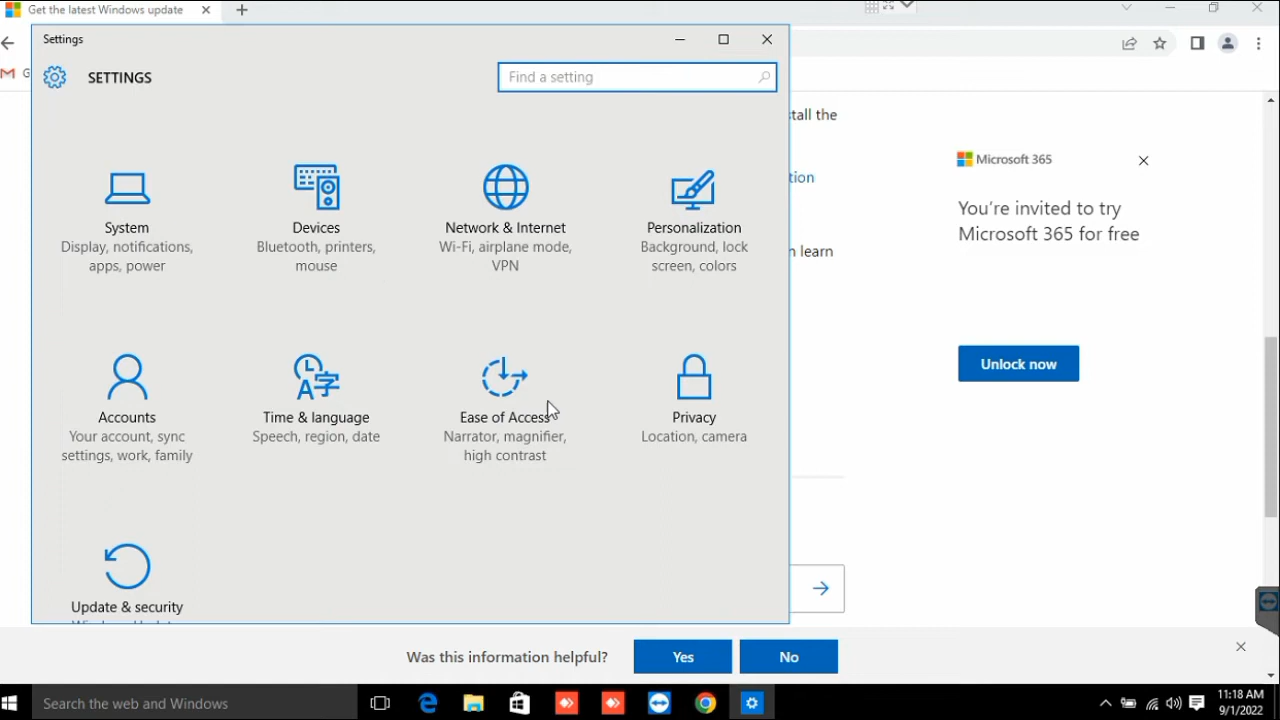 Get the latest Windows update
Settings
SETTINGS
Find a setting
System
Display, notifications,
apps, power
Devices
Bluetooth, printers,
mouse
Network & Internet
Wi-Fi, airplane mode,
VPN
Personalization
Background, lock
screen, colors
Accounts
Your account, sync
settings, work, family
Time & language
Speech, region, date
Ease of Access
Narrator, magnifier,
high contrast
Privacy
Location, camera
Update & security
stall the
tion
n learn
Microsoft 365
You're invited to try
Microsoft 365 for free
Unlock now
Was this information helpful?
Yes
No
Search the web and Windows
11:18 AM
9/1/2022